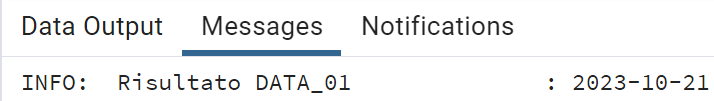 Data Output Messages Notifications
INFO:  Risultato DATA_01                : 2023-10-21